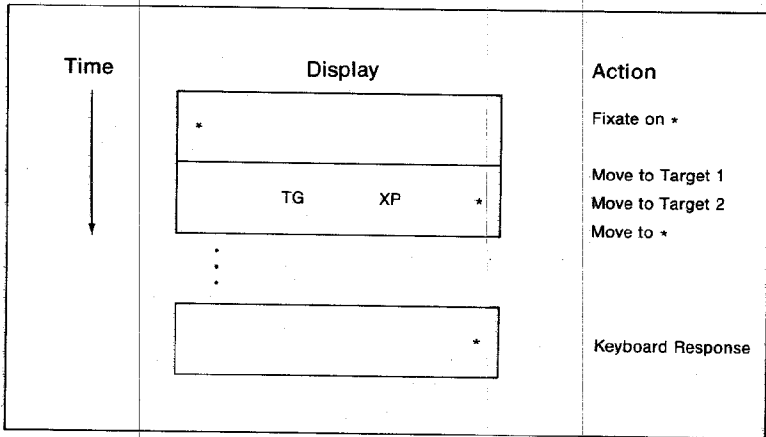 Time Display Action
* Fixate on *
Move to Target 1
TG XP * Move to Target 2
Move to *
* Keyboard Response